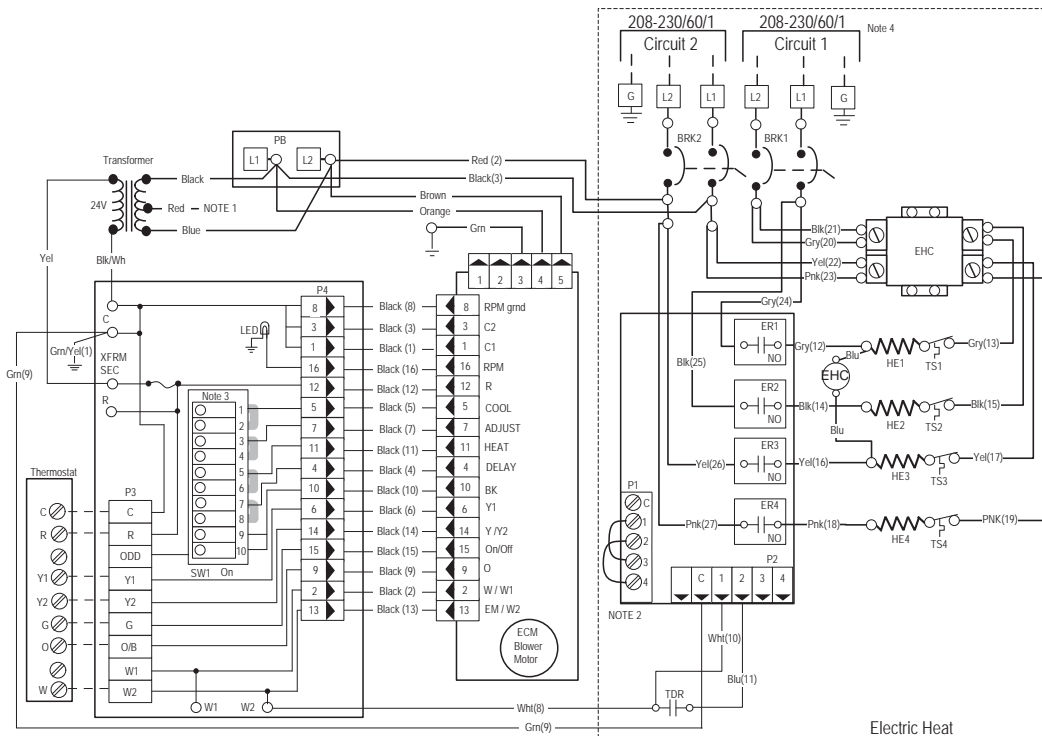 208-230/60/1
208-230/60/1
Note 4
Circuit 2
Circuit 1
G
L2
L1
L2
L1
G
BRK2
BRK1
PB
L1
L2
Red (2)
Black(3)
Transformer
Black
24V
Red
NOTE 1
Blue
Brown
Orange
Grn
Yel
Blk/Wh
1
2
3
4
5
Blk(21)
Gry(20)
Yel(22)
Pnk(23)
EHC
Gry(24)
Blk(25)
C
Grn/Yel(1)
Grn(9)
XFRM
SEC
R
LED
P4
8
Black (8)
8
RPM grnd
3
Black (3)
3
C2
1
Black (1)
1
C1
16
Black (16)
16
RPM
12
Black (12)
12
R
5
Black (5)
5
COOL
7
Black (7)
7
ADJUST
11
Black (11)
11
HEAT
4
Black (4)
4
DELAY
10
Black (10)
10
BK
6
Black (6)
6
Y1
14
Black (14)
14
Y /Y2
15
Black (15)
15
On/Off
9
Black (9)
9
O
2
Black (2)
2
W / W1
13
Black (13)
13
EM / W2
Note 3
1
2
3
4
5
6
7
8
9
10
SW1 On
Thermostat
C
R
Y1
Y2
G
O
W
P3
C
R
ODD
Y1
Y2
G
O/B
W1
W2
W1
W2
ECM
Blower
Motor
ER1
NO
Gry(12)
Blu
HE1
TS1
Gry(13)
EHC
ER2
NO
Blk(14)
HE2
TS2
Blk(15)
Blu
ER3
Yel(26)
NO
Yel(16)
HE3
TS3
Yel(17)
ER4
Pnk(27)
NO
Pnk(18)
HE4
TS4
PNK(19)
P1
C
1
2
3
4
NOTE 2
P2
C
1
2
3
4
Wht(10)
Blu(11)
TDR
Wht(8)
Grn(9)
Electric Heat